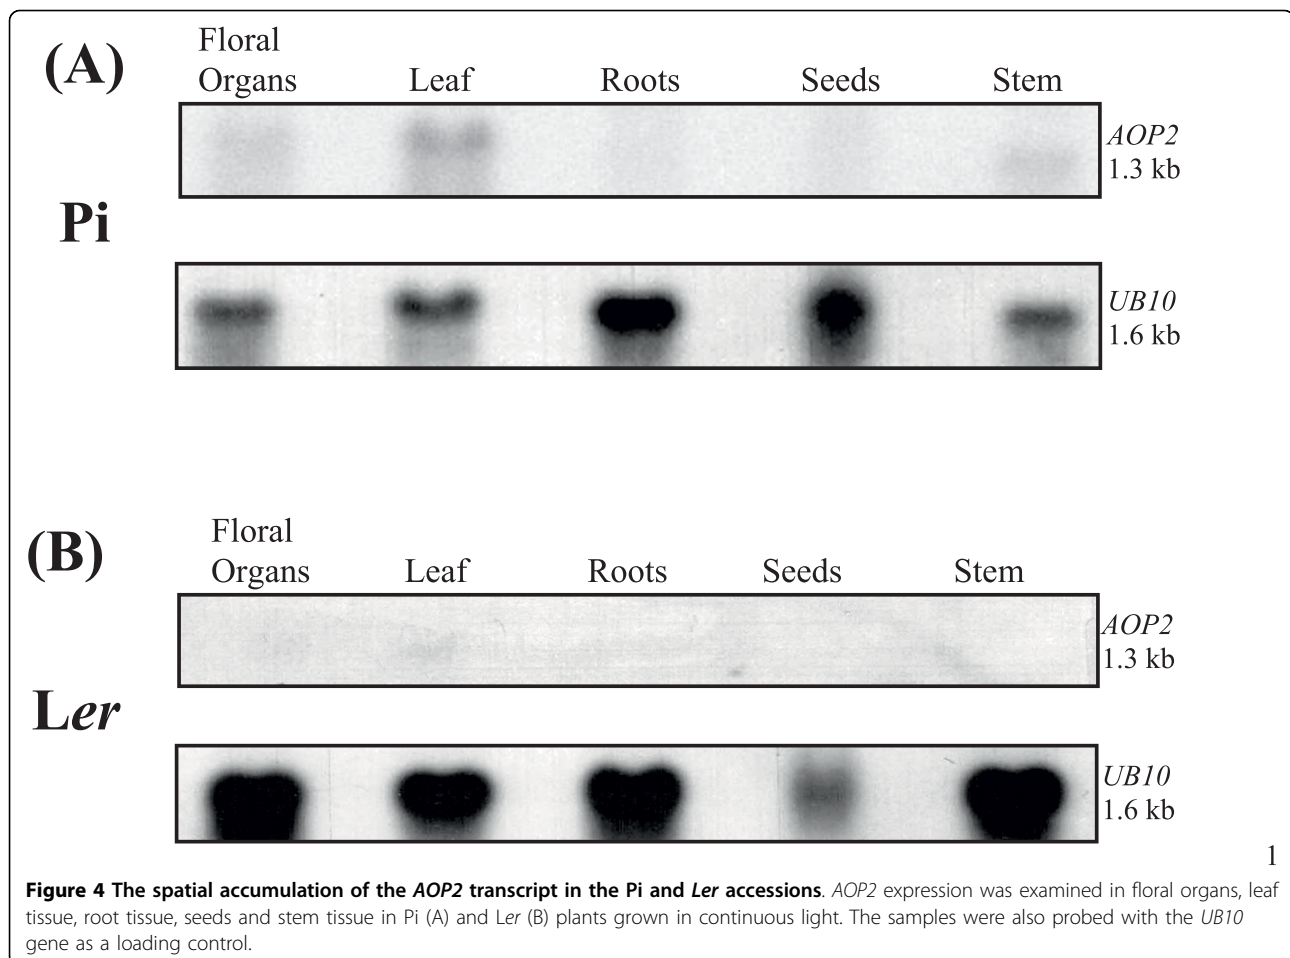 (A)
Floral
Organs Leaf Roots Seeds Stem
AOP2
1.3 kb
Pi
UB10
1.6 kb
(B)
Floral
Organs Leaf Roots Seeds Stem
AOP2
1.3 kb
Ler
UB10
1.6 kb
1
Figure 4 The spatial accumulation of the AOP2 transcript in the Pi and Ler accessions. AOP2 expression was examined in floral organs, leaf
tissue, root tissue, seeds and stem tissue in Pi (A) and Ler (B) plants grown in continuous light. The samples were also probed with the UB10
gene as a loading control.